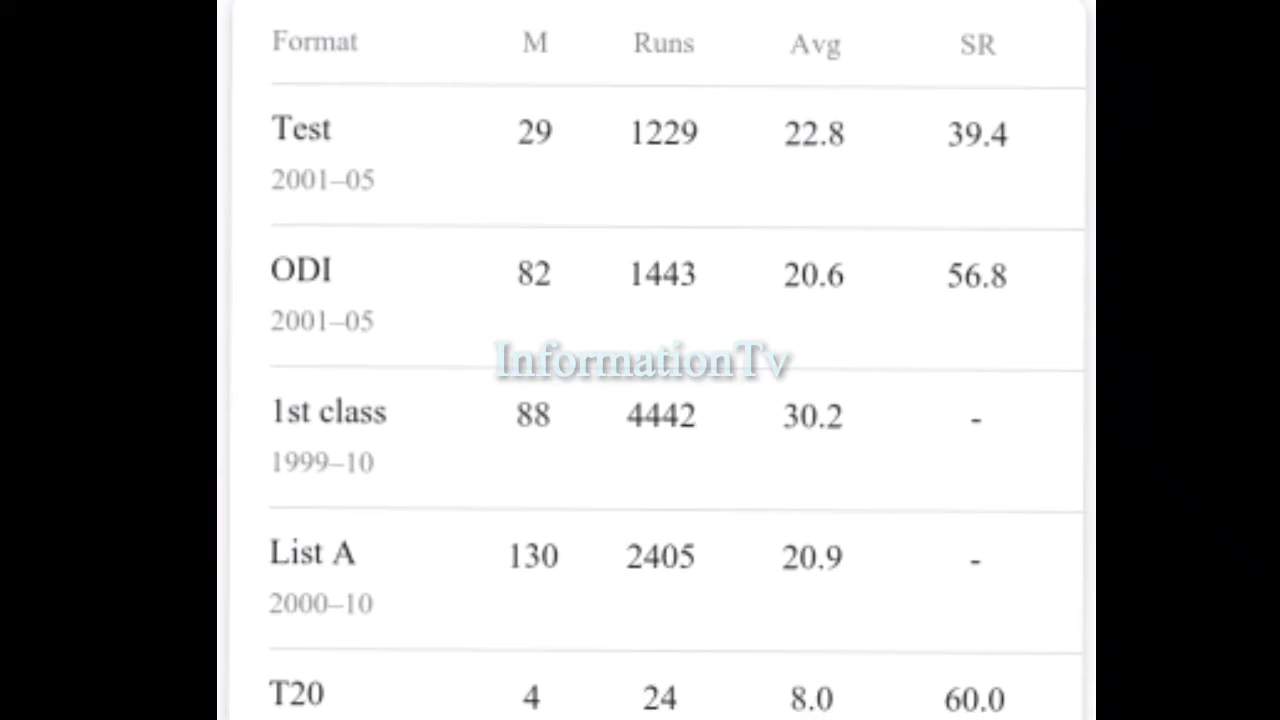 Format M Runs Avg SR
Test 29 1229 22.8 39.4
2001–05
ODI 82 1443 20.6 56.8
2001–05
InformationTv
1st class 88 4442 30.2 -
1999–10
List A 130 2405 20.9 -
2000–10
T20 4 24 8.0 60.0